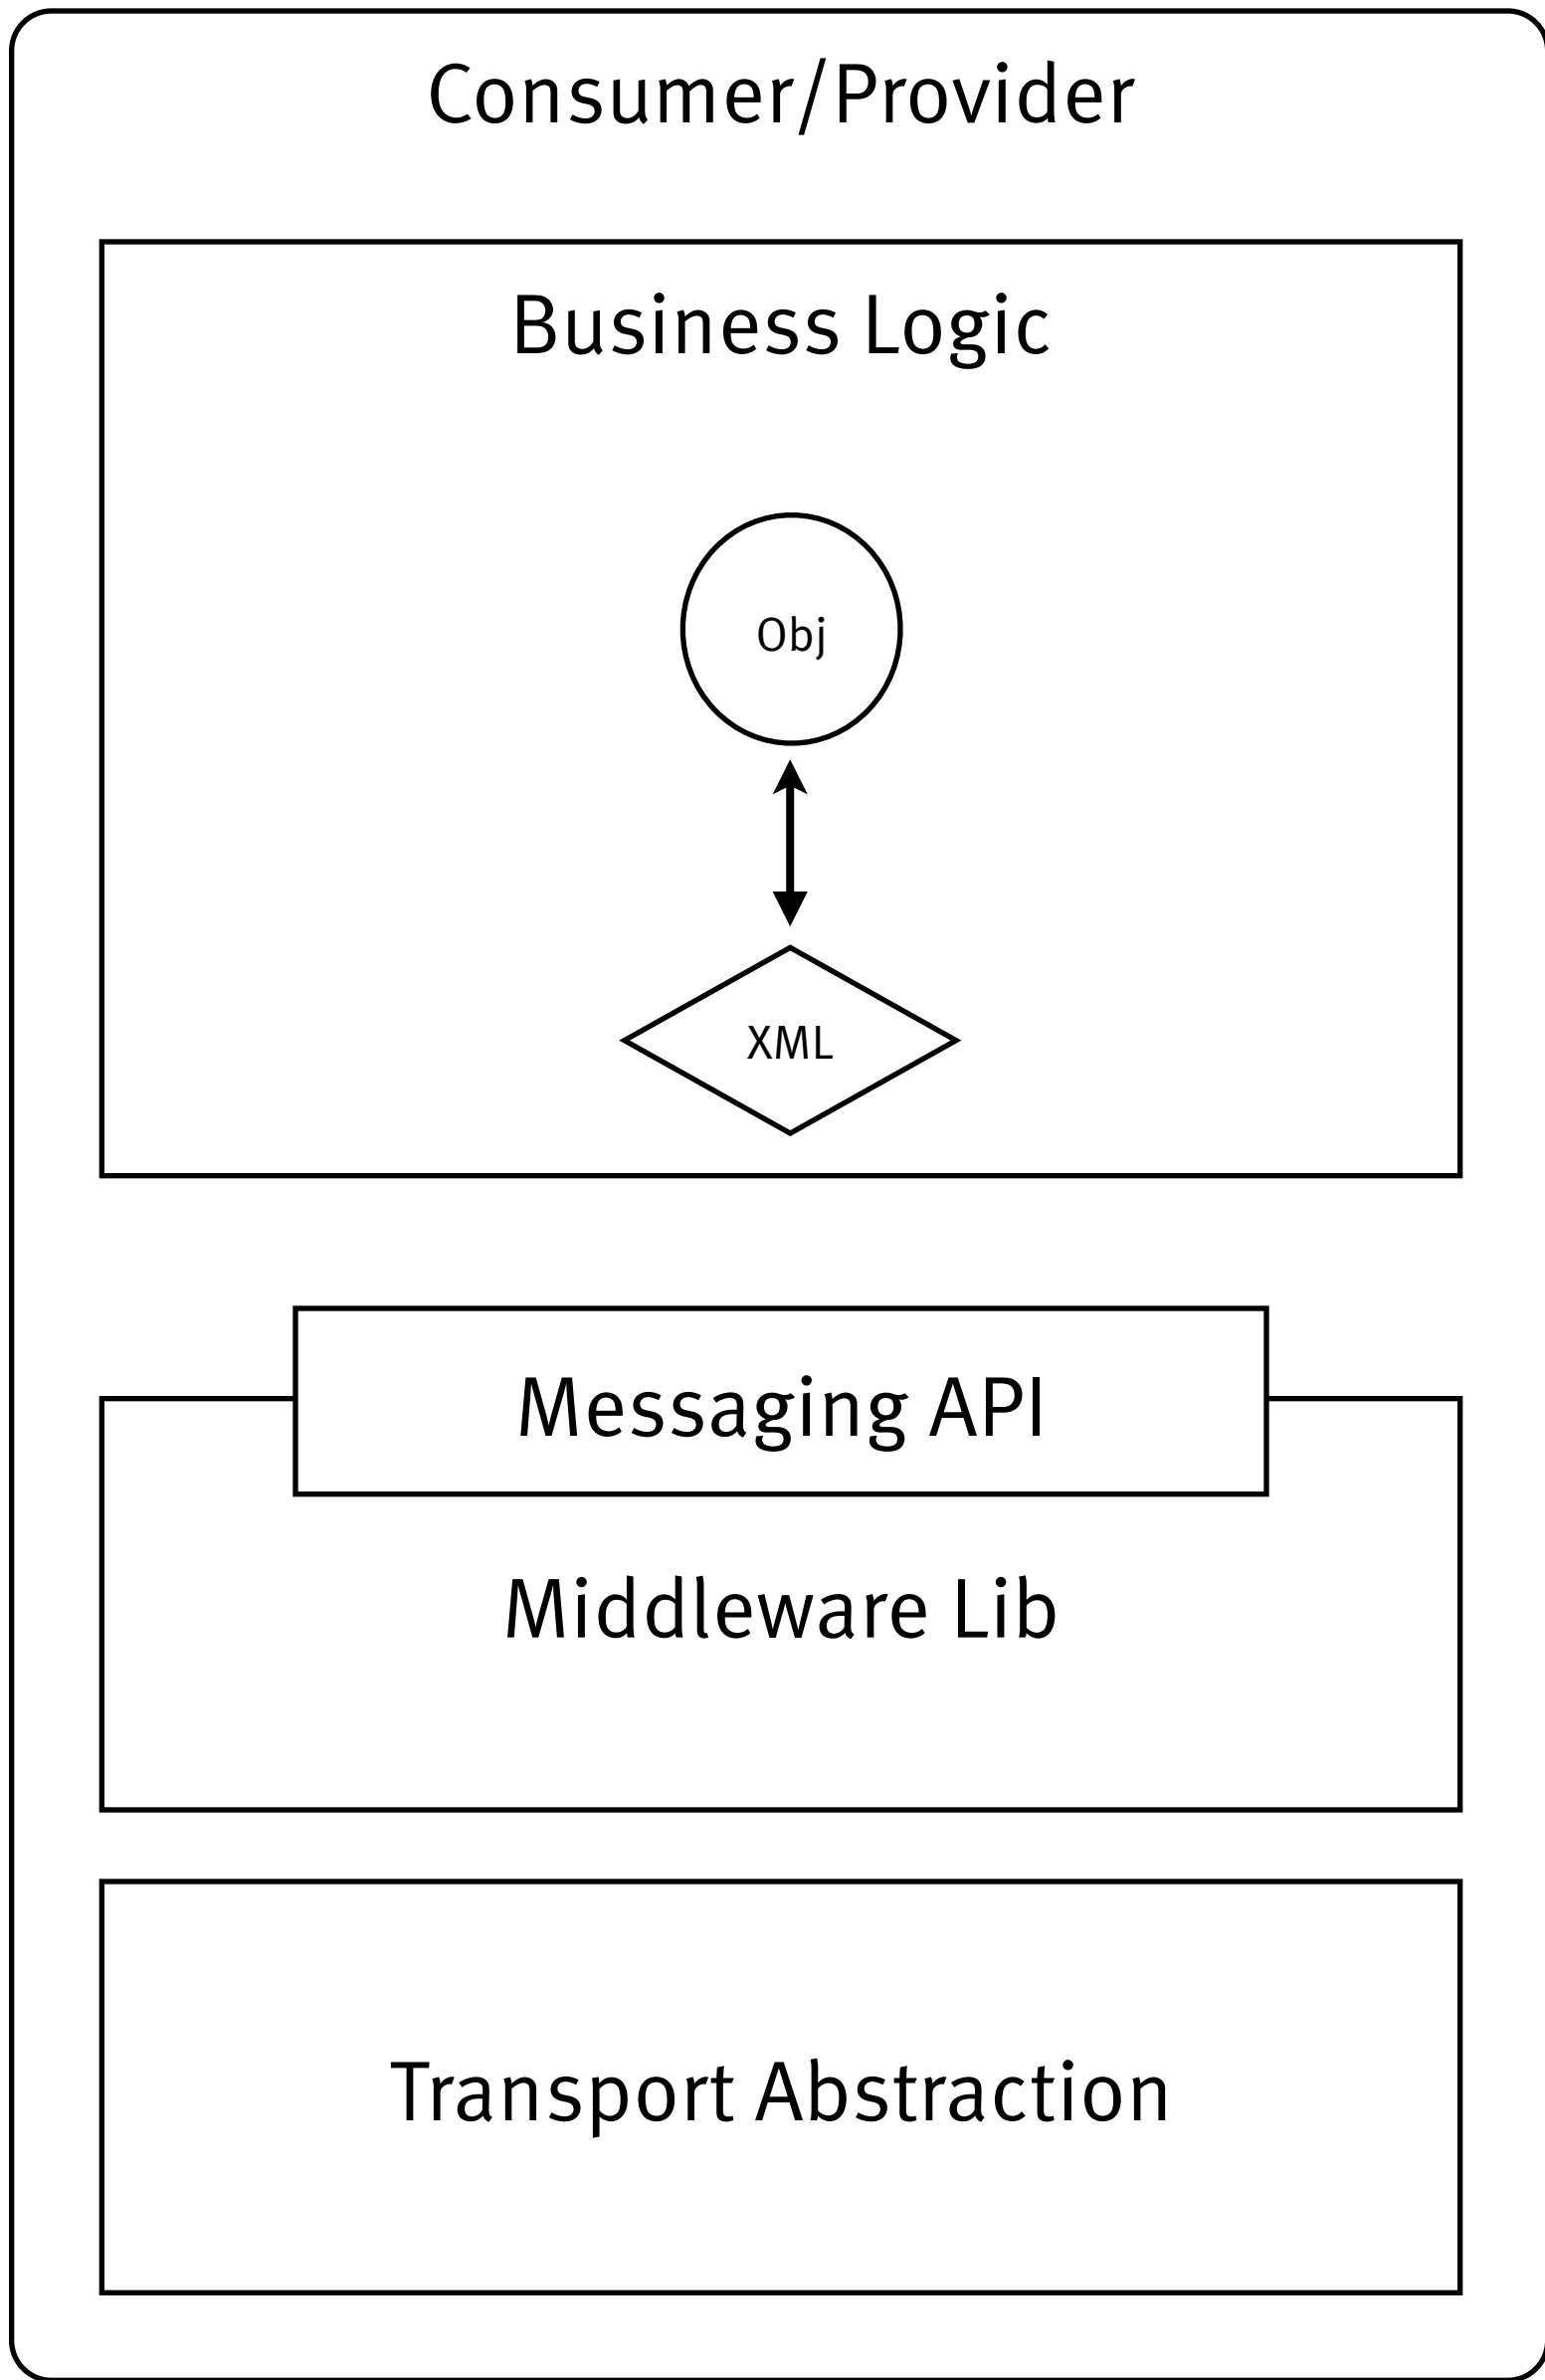 Consumer/Provider
Business Logic
Obj
XML
Messaging API
Middleware Lib
Transport Abstraction